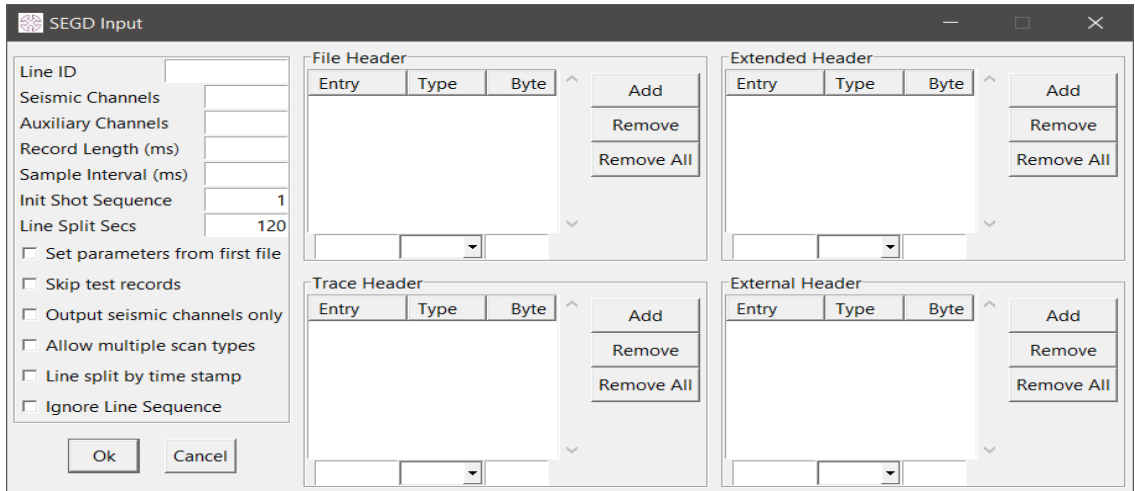 SEGD Input
Line ID
Seismic Channels
Auxiliary Channels
Record Length (ms)
Sample Interval (ms)
Init Shot Sequence 1
Line Split Secs 120
Set parameters from first file
Skip test records
Output seismic channels only
Allow multiple scan types
Line split by time stamp
Ignore Line Sequence
Ok Cancel
File Header
Entry Type Byte
Add
Remove
Remove All
Extended Header
Entry Type Byte
Add
Remove
Remove All
Trace Header
Entry Type Byte
Add
Remove
Remove All
External Header
Entry Type Byte
Add
Remove
Remove All